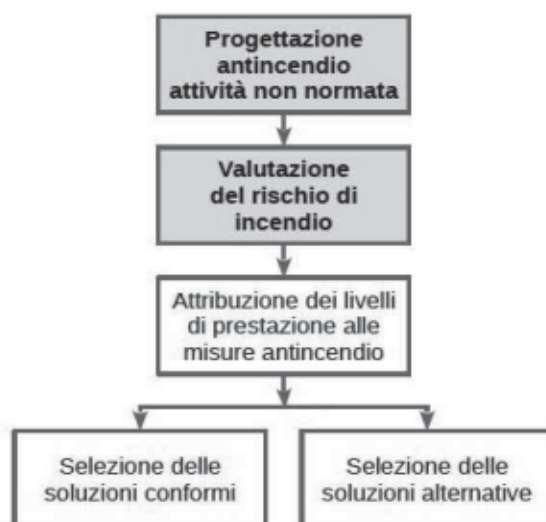 Progettazione
antincendio
attività non normata
Valutazione
del rischio di
incendio
Attribuzione dei livelli
di prestazione alle
misure antincendio
Selezione delle
soluzioni conformi
Selezione delle
soluzioni alternative